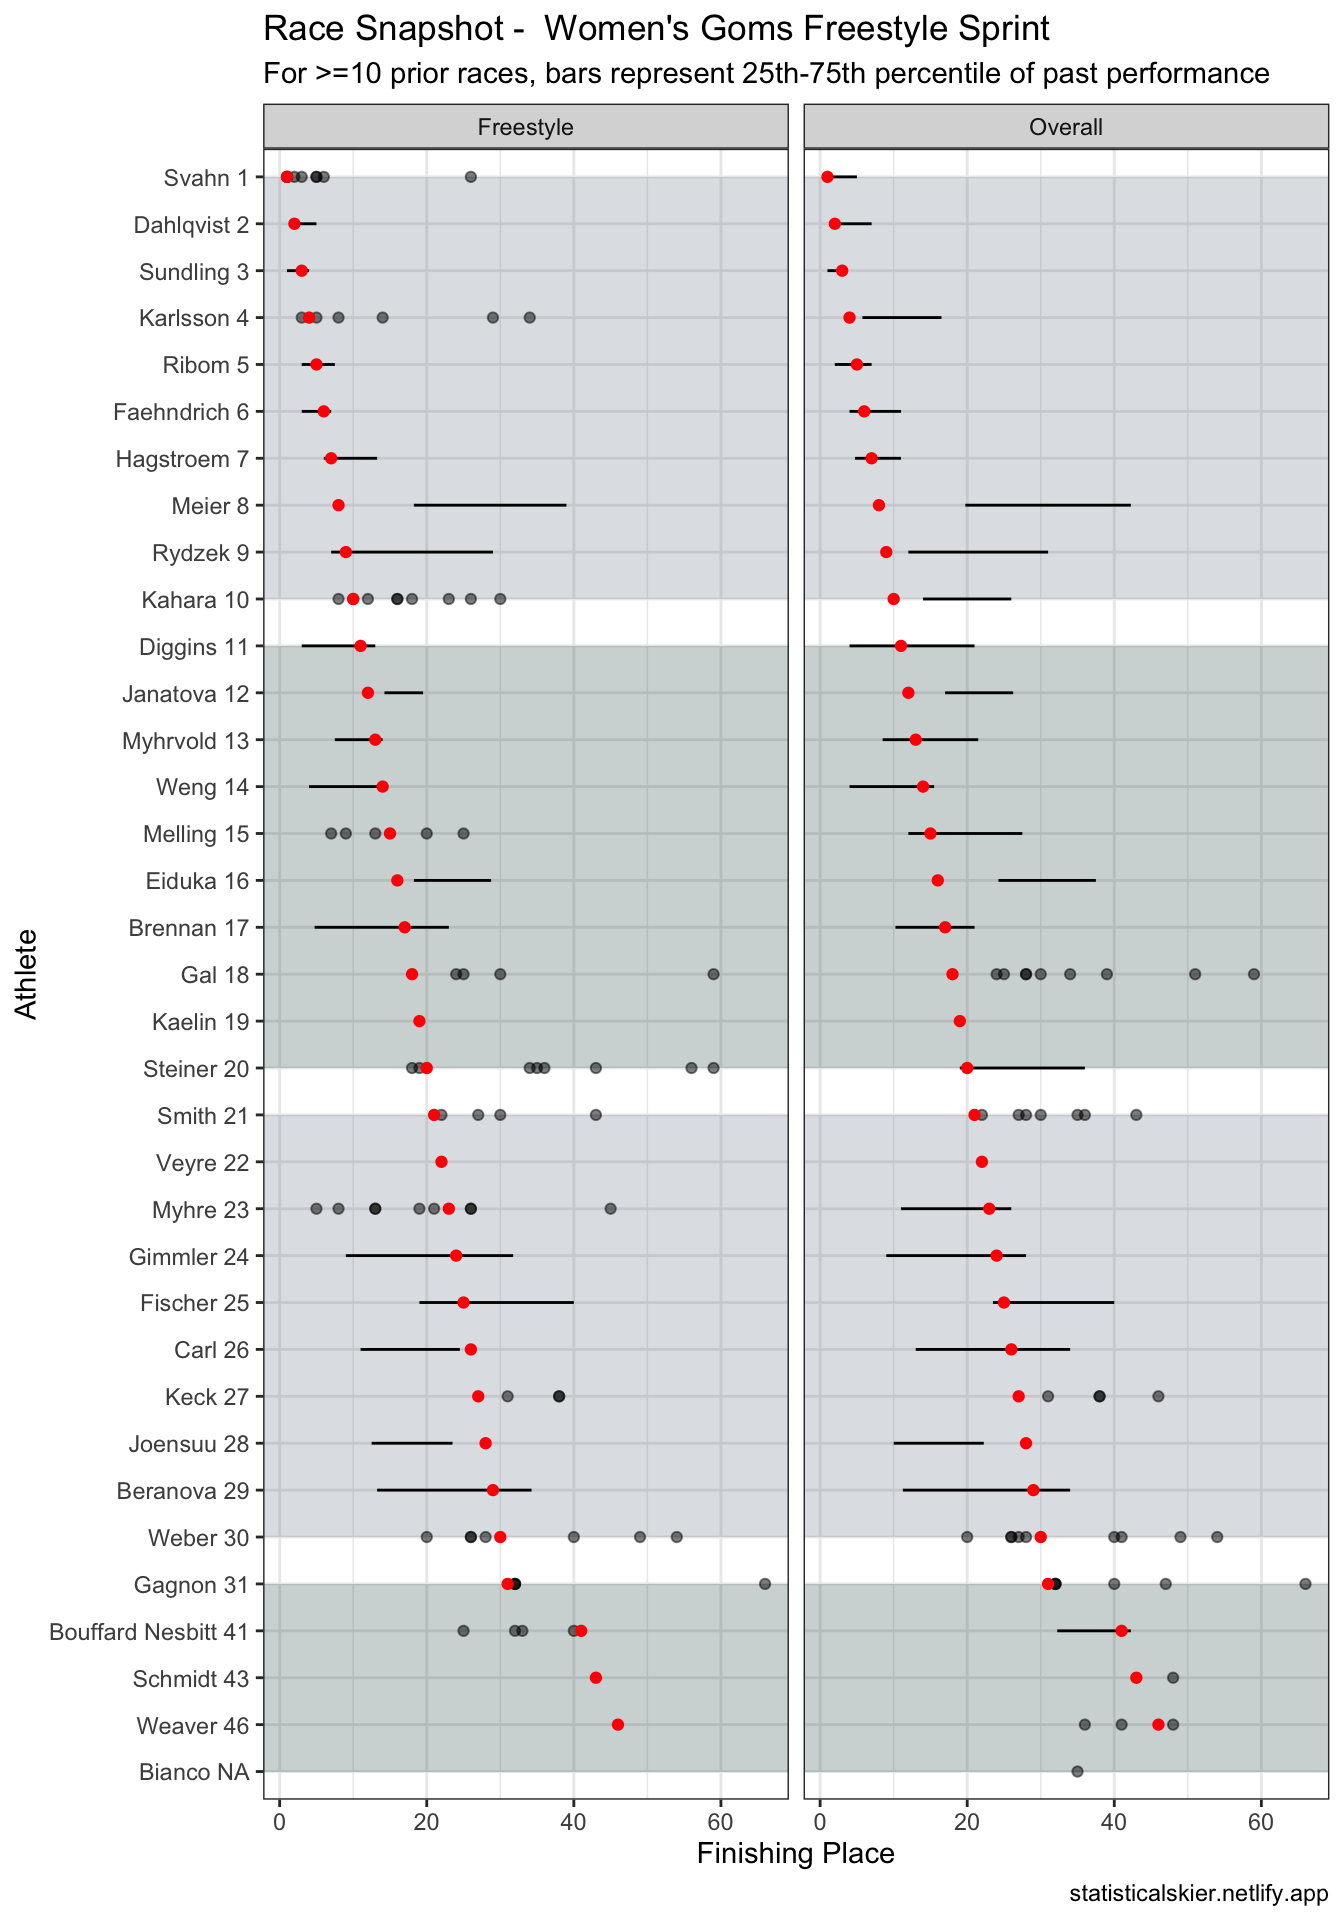 Race Snapshot -  Women's Goms Freestyle Sprint
For >=10 prior races, bars represent 25th-75th percentile of past performance
Freestyle
Overall
Svahn 1
Dahlqvist 2
Sundling 3
Karlsson 4
Ribom 5
Faehndrich 6
Hagstroem 7
Meier 8
Rydzek 9
Kahara 10
Diggins 11
Janatova 12
Myhrvold 13
Weng 14
Melling 15
Eiduka 16
Brennan 17
Gal 18
Kaelin 19
Steiner 20
Smith 21
Veyre 22
Myhre 23
Gimmler 24
Fischer 25
Carl 26
Keck 27
Joensuu 28
Beranova 29
Weber 30
Gagnon 31
Bouffard Nesbitt 41
Schmidt 43
Weaver 46
Bianco NA
Athlete
0 20 40 60
0 20 40 60
Finishing Place
statisticalskier.netlify.app